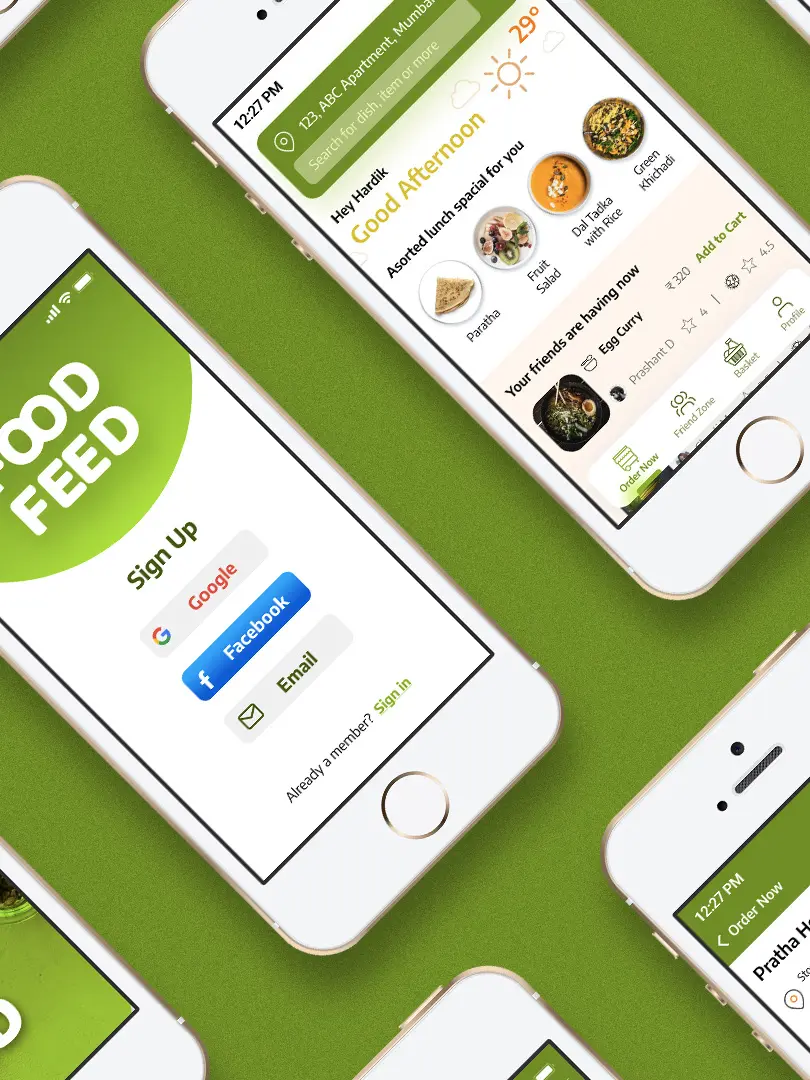 12:27 PM
123, ABC Apartment, Mumba
Search for dish, item or more
29°
Hey Hardik
Good Afternoon
Asorted lunch spacial for you
Paratha
Fruit
Salad
Dal Tadka
with Rice
Green
Khichadi
Your friends are having now
Egg Curry
₹ 320
Add to Cart
Prashant D
4
|
4.5
Order Now
Friend Zone
Basket
Profile
FOOD
FEED
Sign Up
Google
f Facebook
Email
Already a member? Sign in
12:27 PM
Order Now
Pratha H
Sto
D